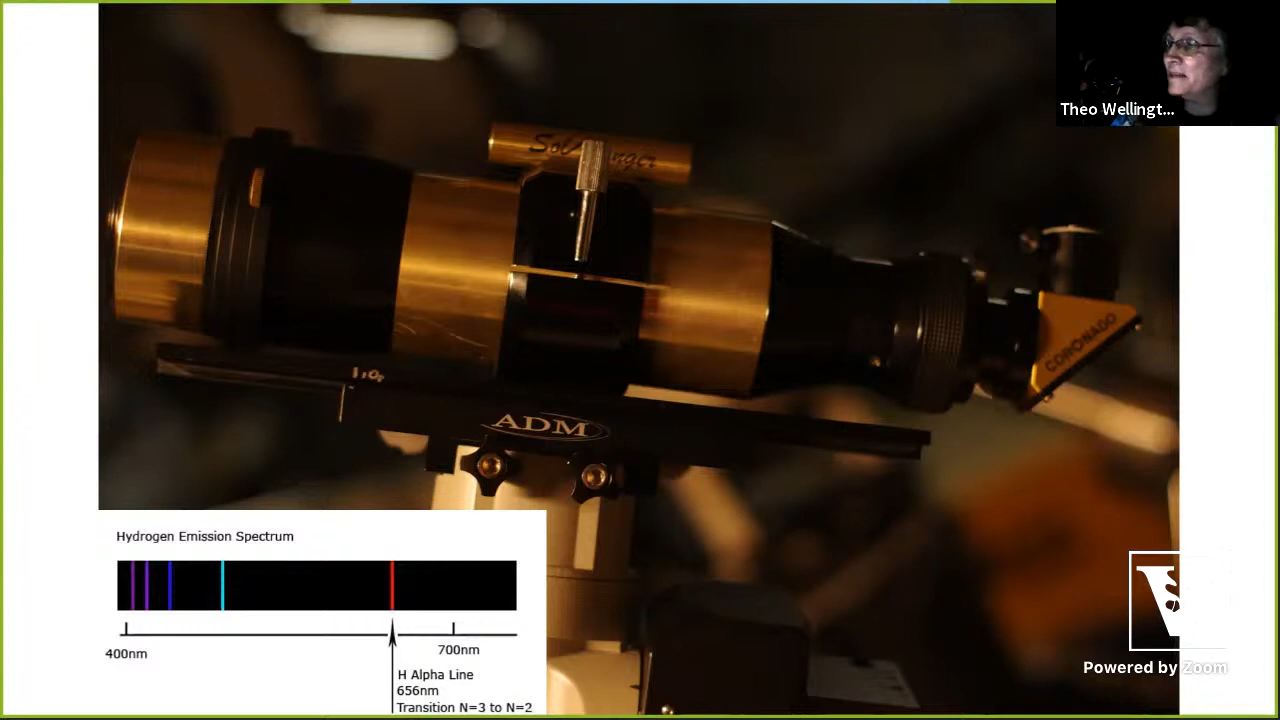 Theo Wellingt...
CORONADO
ADM
Hydrogen Emission Spectrum
400nm
700nm
H Alpha Line
656nm
Transition N=3 to N=2
V
Powered by Zoom